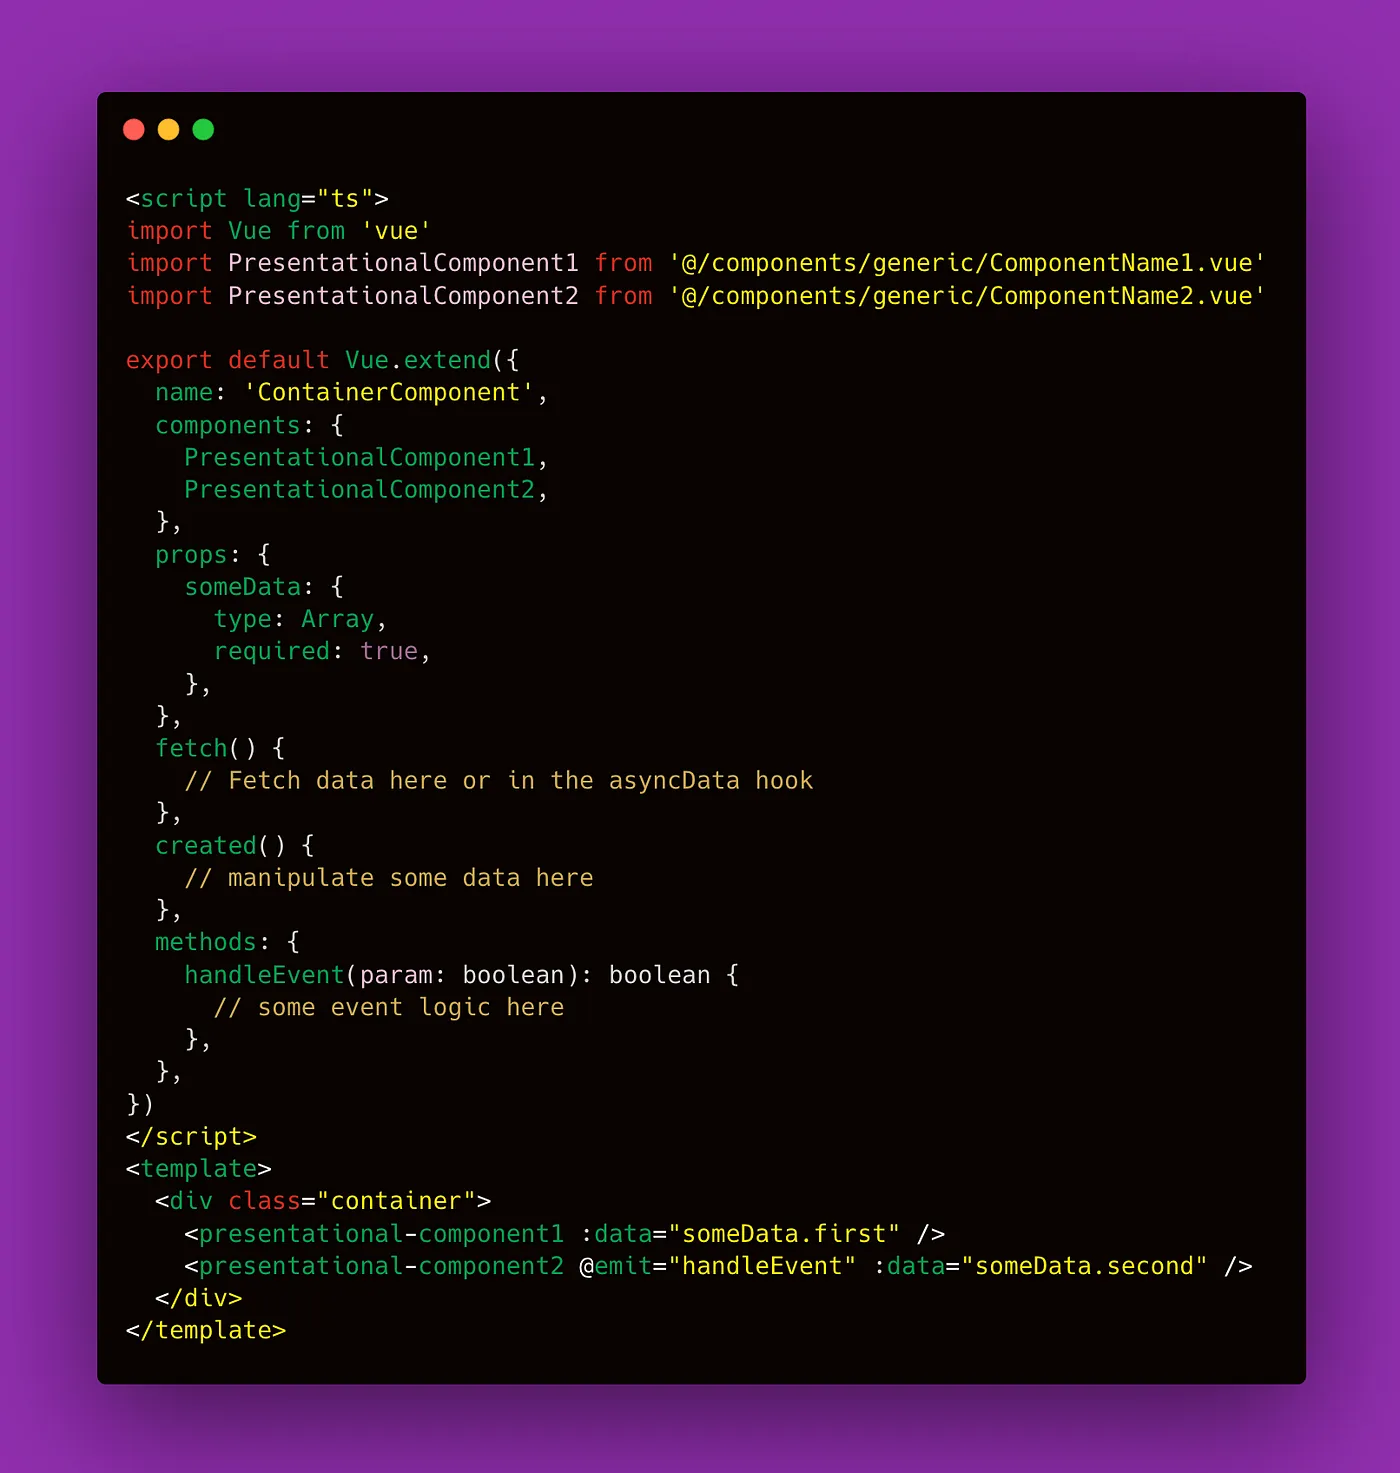 <script lang="ts">
import Vue from 'vue'
import PresentationalComponent1 from '@/components/generic/ComponentName1.vue'
import PresentationalComponent2 from '@/components/generic/ComponentName2.vue'

export default Vue.extend({
  name: 'ContainerComponent',
  components: {
    PresentationalComponent1,
    PresentationalComponent2,
  },
  props: {
    someData: {
      type: Array,
      required: true,
    },
  },
  fetch() {
    // Fetch data here or in the asyncData hook
  },
  created() {
    // manipulate some data here
  },
  methods: {
    handleEvent(param: boolean): boolean {
      // some event logic here
    },
  },
})
</script>
<template>
  <div class="container">
    <presentational-component1 :data="someData.first" />
    <presentational-component2 @emit="handleEvent" :data="someData.second" />
  </div>
</template>